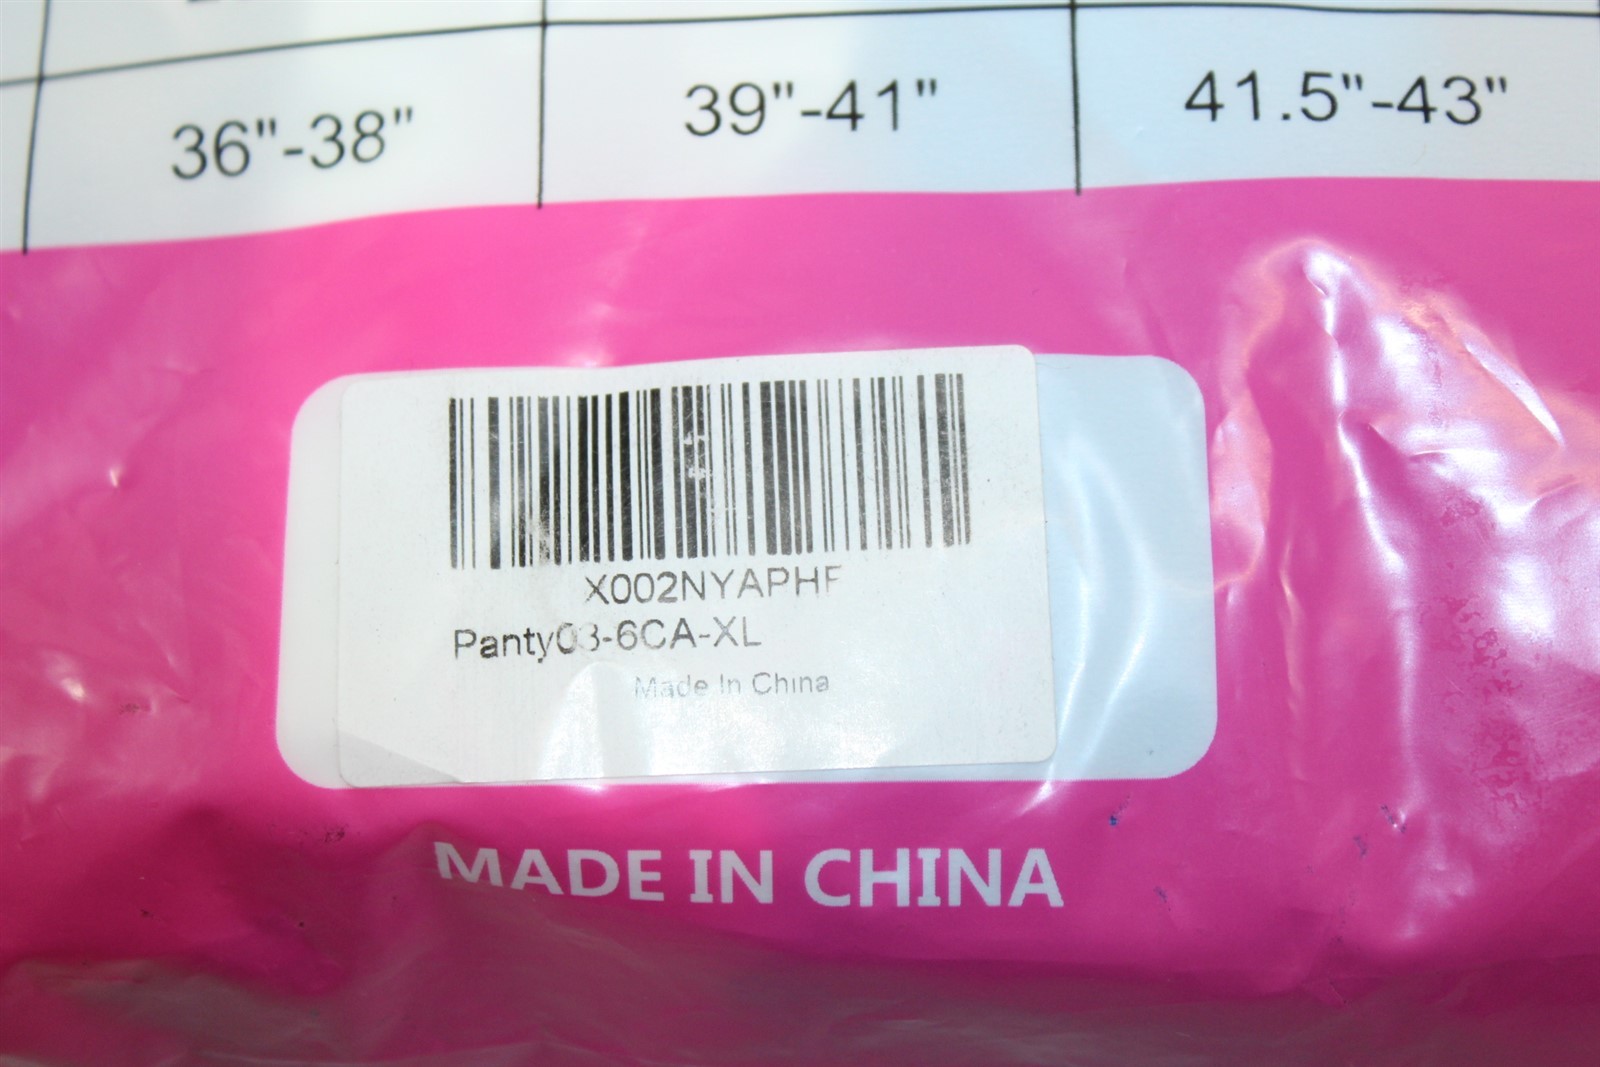 36"-38" 39"-41" 41.5"-43"
X002NYAPHF
Panty03-6CA-XL
Made In China
MADE IN CHINA